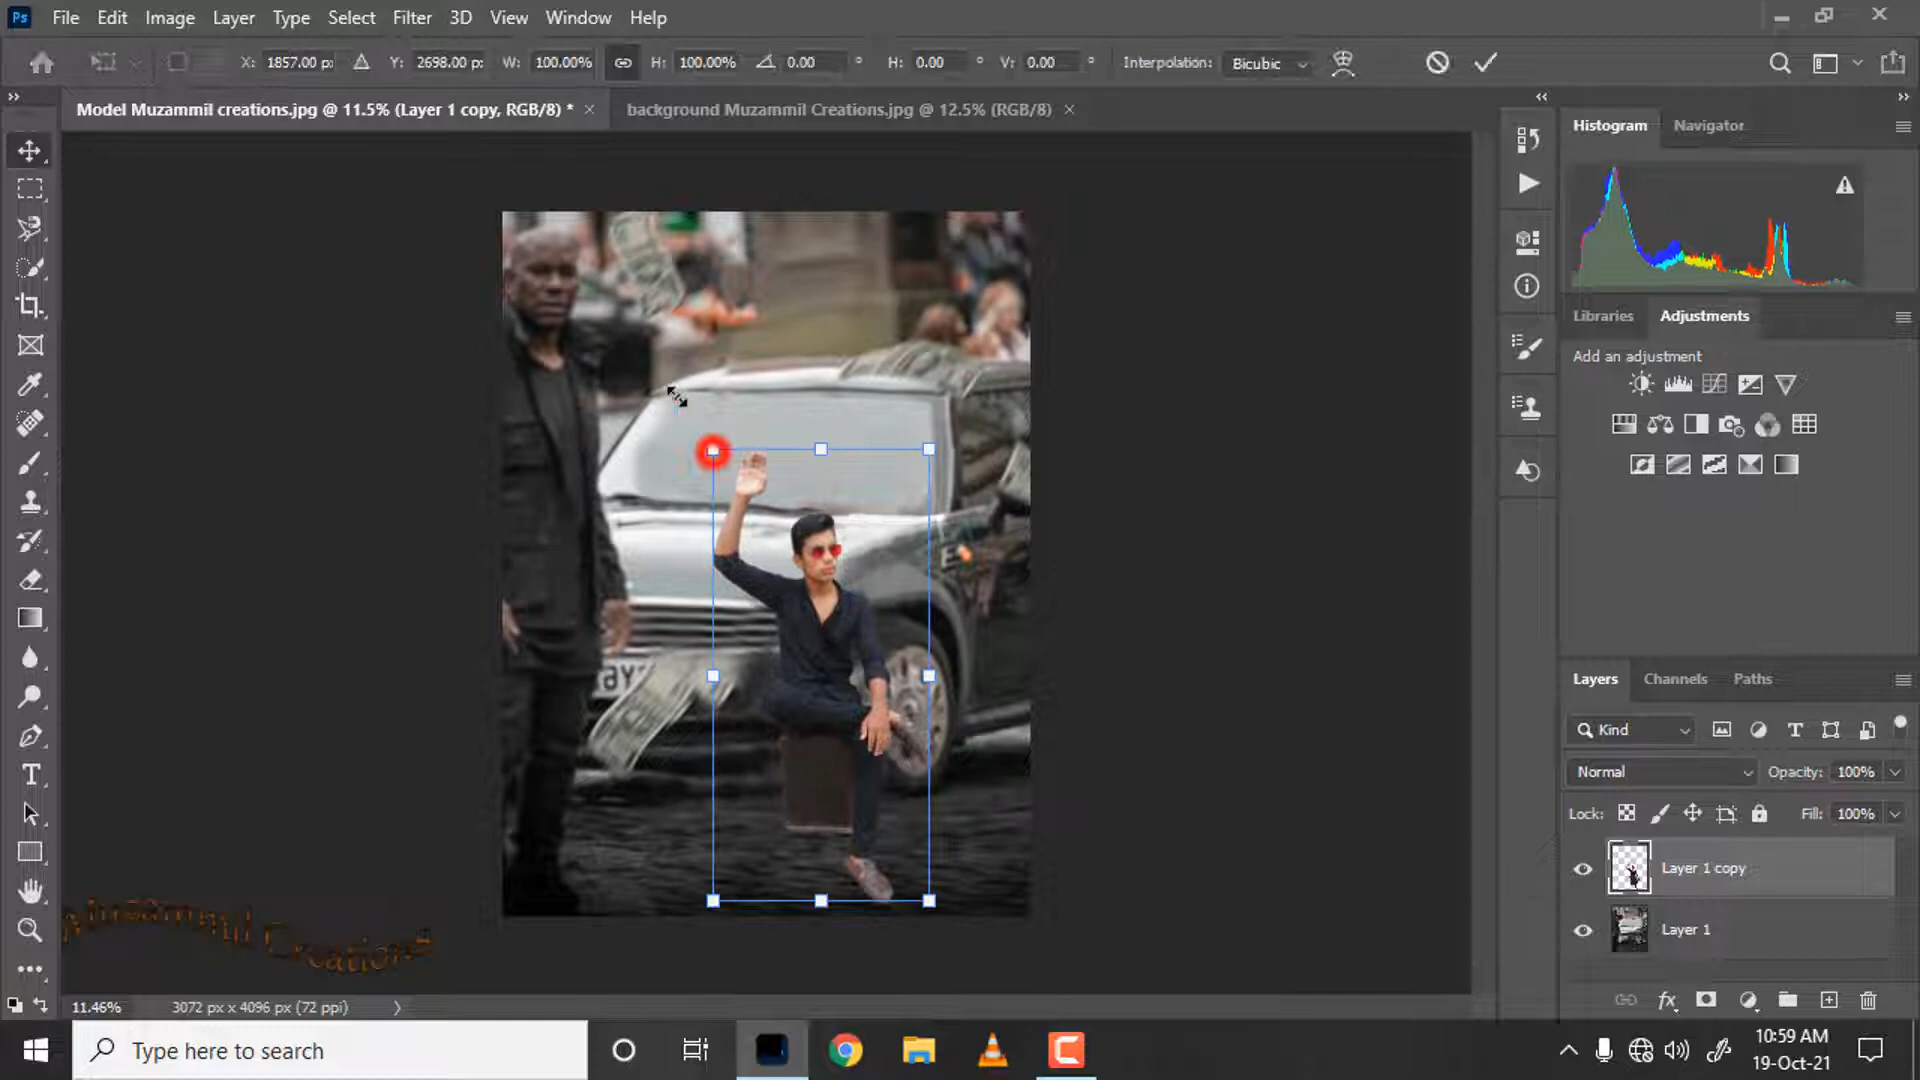 Ps File Edit Image Layer Type Select Filter 3D View Window Help
X: 1857.00 p: Y: 2698.00 p: W: 100.00% H: 100.00% 0.00 ° H: 0.00 ° V: 0.00 ° Interpolation: Bicubic
Model Muzammil creations.jpg @ 11.5% (Layer 1 copy, RGB/8) * ×
background Muzammil Creations.jpg @ 12.5% (RGB/8) ×
Histogram Navigator
Libraries Adjustments
Add an adjustment
Layers Channels Paths
Kind
Normal Opacity: 100%
Lock: Fill: 100%
Layer 1 copy
Layer 1
fx
Muzammil Creations
11.46% 3072 px x 4096 px (72 ppi)
Type here to search
10:59 AM
19-Oct-21